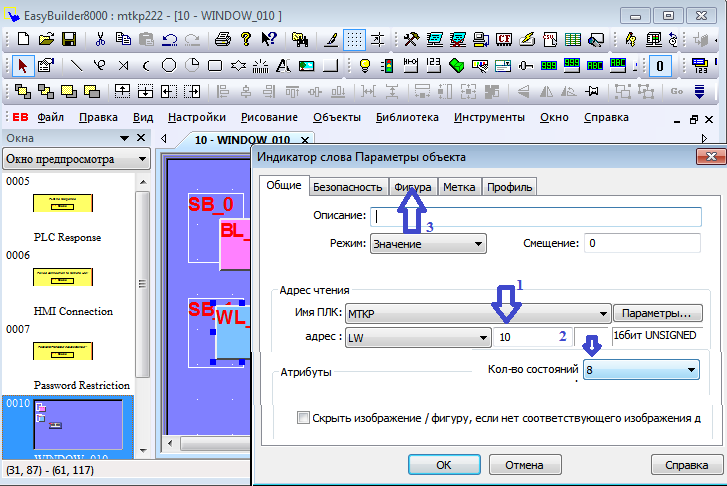 EasyBuilder8000 : mtkp222 - [10 - WINDOW_010 ]
EB Файл Правка Вид Настройки Рисование Объекты Библиотека Инструменты Окно Справка
Окна
Окно предпросмотра
0005
PLC Response
0006
HMI Connection
0007
Password Restriction
0010
WINDOW_010
10 - WINDOW_010
SB_0
BL_
SB_1
WL_
Индикатор слова Параметры объекта
Общие Безопасность Фигура Метка Профиль
3
Описание:
Режим: Значение Смещение: 0
Адрес чтения
1
Имя ПЛК: МТКР Параметры...
адрес : LW 10 2 16бит UNSIGNED
Атрибуты
Кол-во состояний : 8
Скрыть изображение / фигуру, если нет соответствующего изображения д
ОК Отмена Справка
(31, 87) - (61, 117)